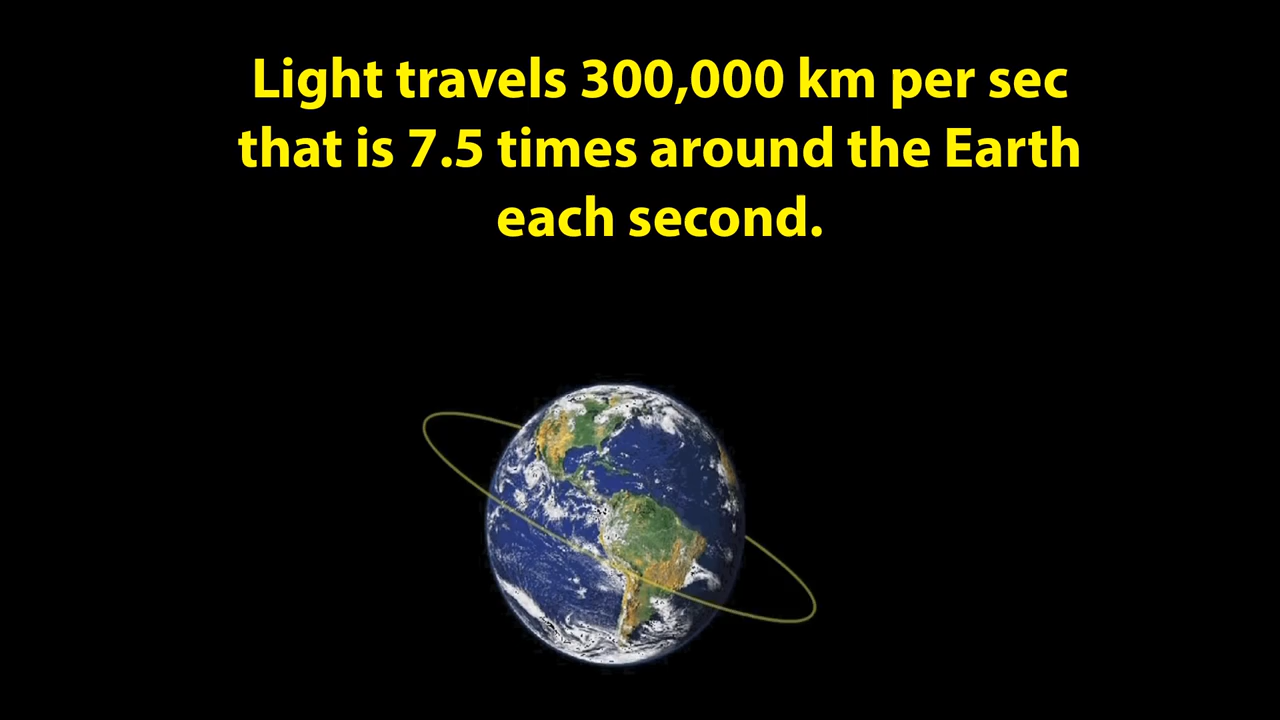 Light travels 300,000 km per sec
that is 7.5 times around the Earth
each second.